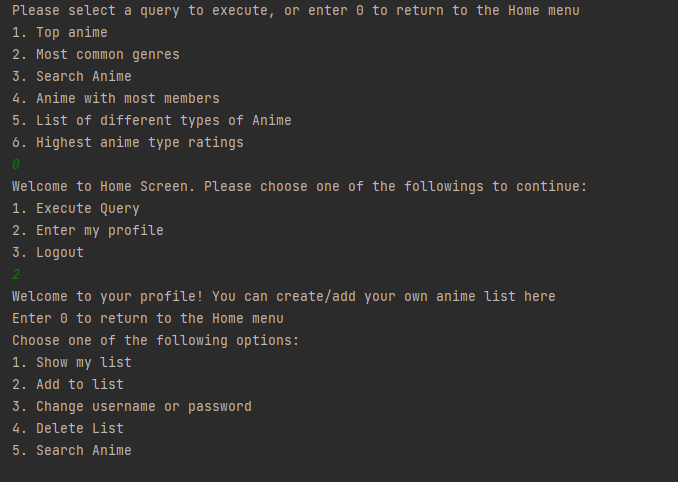 Please select a query to execute, or enter 0 to return to the Home menu
1. Top anime
2. Most common genres
3. Search Anime
4. Anime with most members
5. List of different types of Anime
6. Highest anime type ratings
0
Welcome to Home Screen. Please choose one of the followings to continue:
1. Execute Query
2. Enter my profile
3. Logout
2
Welcome to your profile! You can create/add your own anime list here
Enter 0 to return to the Home menu
Choose one of the following options:
1. Show my list
2. Add to list
3. Change username or password
4. Delete List
5. Search Anime